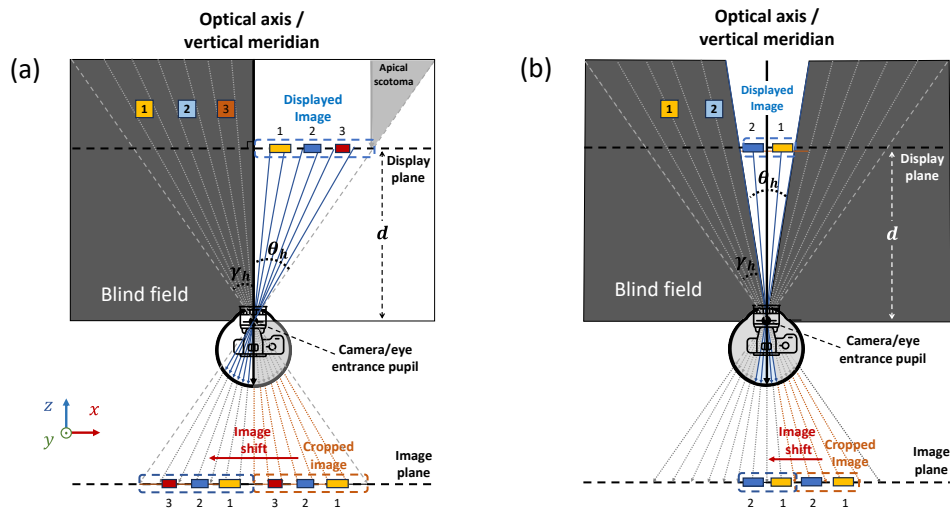 Optical axis /
vertical meridian
(a)
Apical
scotoma
1 2 3
Displayed
Image
1 2 3
Display
plane
θh
d
γh
Blind field
Camera/eye
entrance pupil
z
x
y
Image
shift
Cropped
image
Image
plane
3 2 1 3 2 1
Optical axis /
vertical meridian
(b)
1 2
Displayed
Image
2 1
Display
plane
θh
d
γh
Blind field
Camera/eye
entrance pupil
Image
shift
Cropped
Image
Image
plane
2 1 2 1